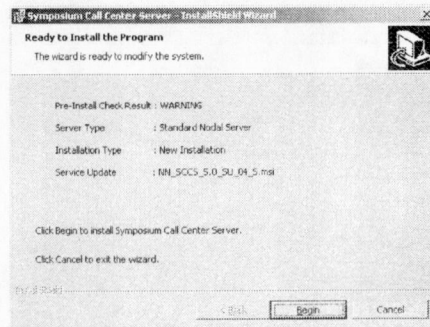 Symposium Call Center Server - InstallShield Wizard
Ready to Install the Program
The wizard is ready to modify the system.
Pre-Install Check Result : WARNING
Server Type : Standard Nodal Server
Installation Type : New Installation
Service Update : NN_SCCS_5.0_SU_04_S.msi
Click Begin to install Symposium Call Center Server.
Click Cancel to exit the wizard.
InstallShield
< Back Begin Cancel